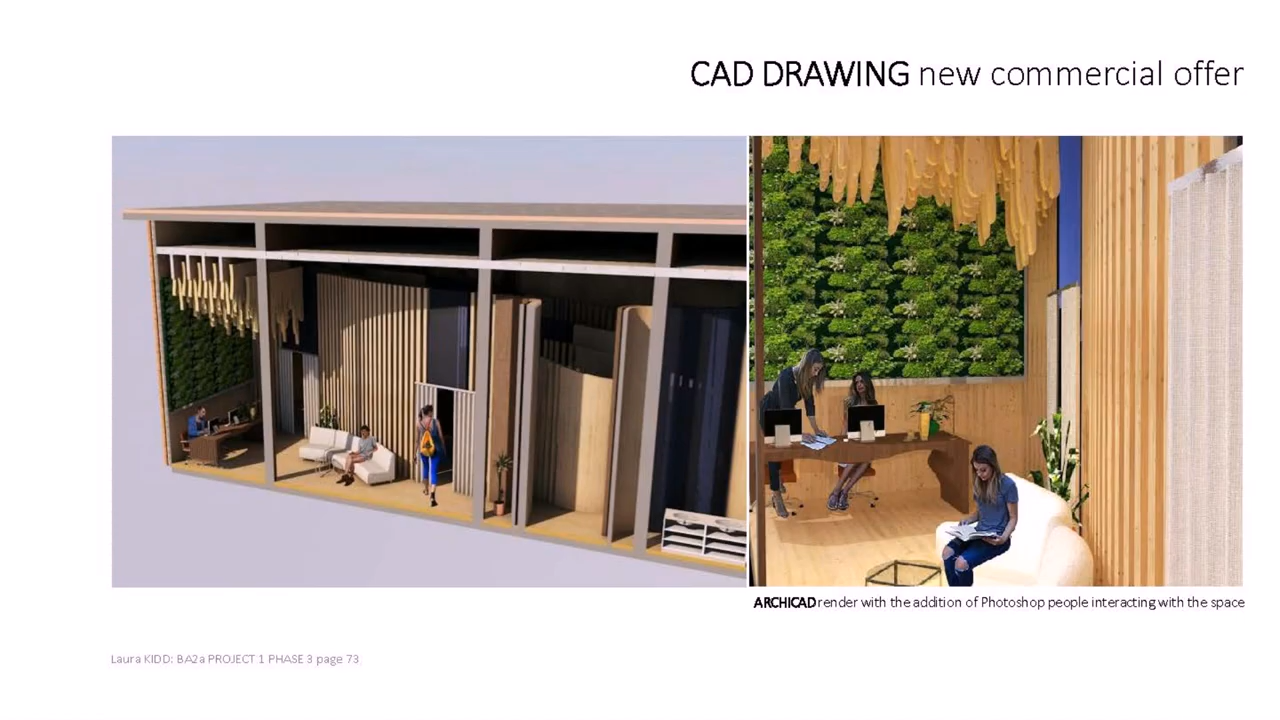 CAD DRAWING new commercial offer
ARCHICAD render with the addition of Photoshop people interacting with the space
Laura KIDD: BA2a PROJECT 1 PHASE 3 page 73